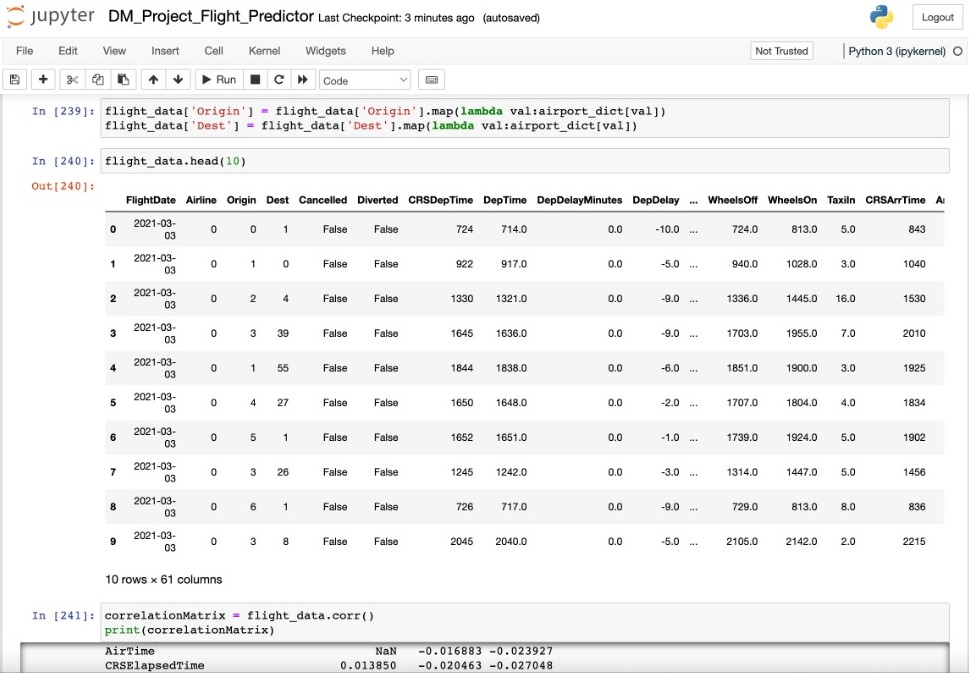 jupyter DM_Project_Flight_Predictor Last Checkpoint: 3 minutes ago (autosaved)
Logout
File Edit View Insert Cell Kernel Widgets Help
Not Trusted Python 3 (ipykernel)
Run Code
In [239]: flight_data['Origin'] = flight_data['Origin'].map(lambda val:airport_dict[val])
flight_data['Dest'] = flight_data['Dest'].map(lambda val:airport_dict[val])
In [240]: flight_data.head(10)
Out[240]:
FlightDate Airline Origin Dest Cancelled Diverted CRSDepTime DepTime DepDelayMinutes DepDelay ... WheelsOff WheelsOn TaxiIn CRSArrTime
0 2021-03-03 0 0 1 False False 724 714.0 0.0 -10.0 ... 724.0 813.0 5.0 843
1 2021-03-03 0 1 0 False False 922 917.0 0.0 -5.0 ... 940.0 1028.0 3.0 1040
2 2021-03-03 0 2 4 False False 1330 1321.0 0.0 -9.0 ... 1336.0 1445.0 16.0 1530
3 2021-03-03 0 3 39 False False 1645 1636.0 0.0 -9.0 ... 1703.0 1955.0 7.0 2010
4 2021-03-03 0 1 55 False False 1844 1838.0 0.0 -6.0 ... 1851.0 1900.0 3.0 1925
5 2021-03-03 0 4 27 False False 1650 1648.0 0.0 -2.0 ... 1707.0 1804.0 4.0 1834
6 2021-03-03 0 5 1 False False 1652 1651.0 0.0 -1.0 ... 1739.0 1924.0 5.0 1902
7 2021-03-03 0 3 26 False False 1245 1242.0 0.0 -3.0 ... 1314.0 1447.0 5.0 1456
8 2021-03-03 0 6 1 False False 726 717.0 0.0 -9.0 ... 729.0 813.0 8.0 836
9 2021-03-03 0 3 8 False False 2045 2040.0 0.0 -5.0 ... 2105.0 2142.0 2.0 2215
10 rows × 61 columns
In [241]: correlationMatrix = flight_data.corr()
print(correlationMatrix)
AirTime NaN -0.016883 -0.023927
CRSElapsedTime 0.013850 -0.020463 -0.027048